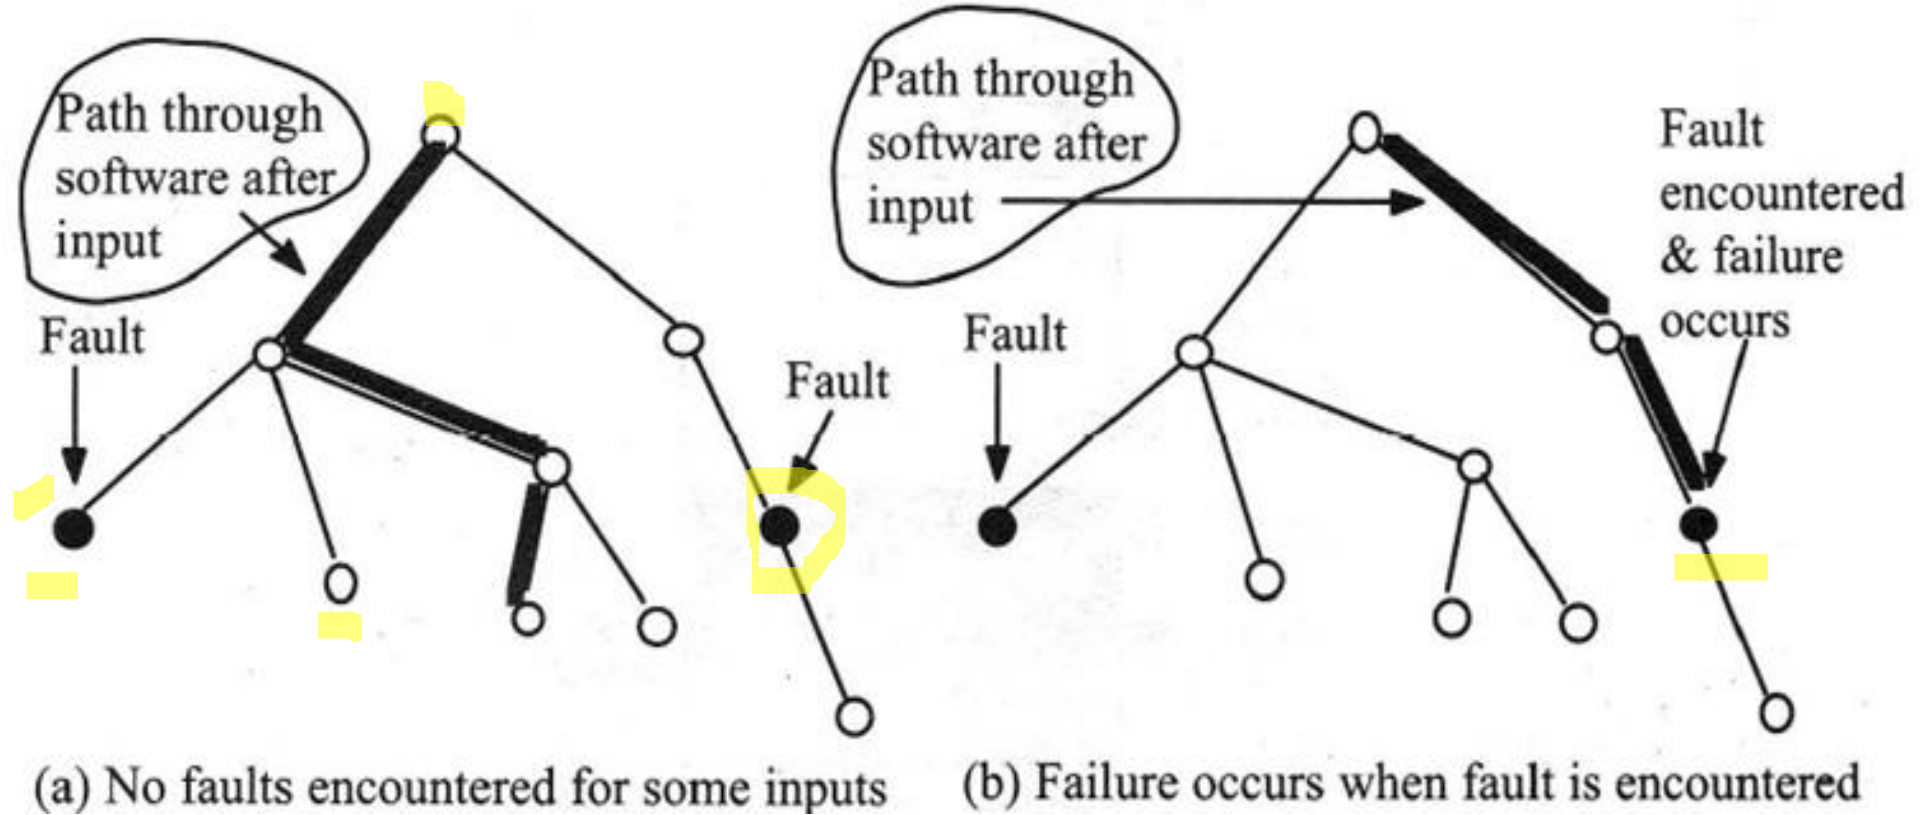 Path through
software after
input
Fault
Fault
(a) No faults encountered for some inputs
Path through
software after
input
Fault
Fault
encountered
& failure
occurs
(b) Failure occurs when fault is encountered